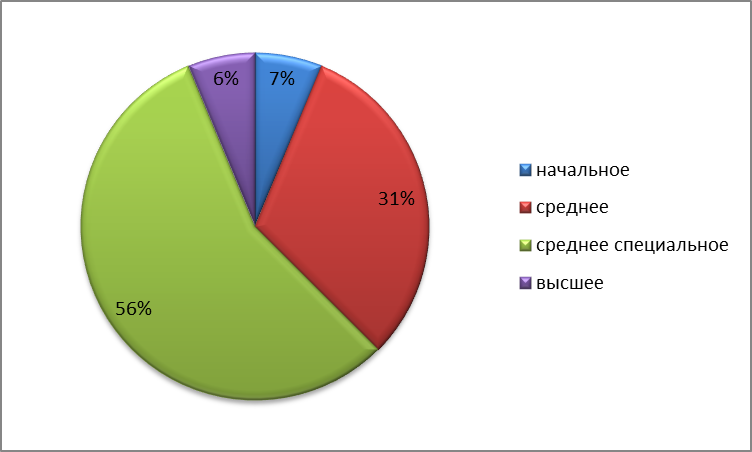 6%
7%
31%
56%
начальное
среднее
среднее специальное
высшее